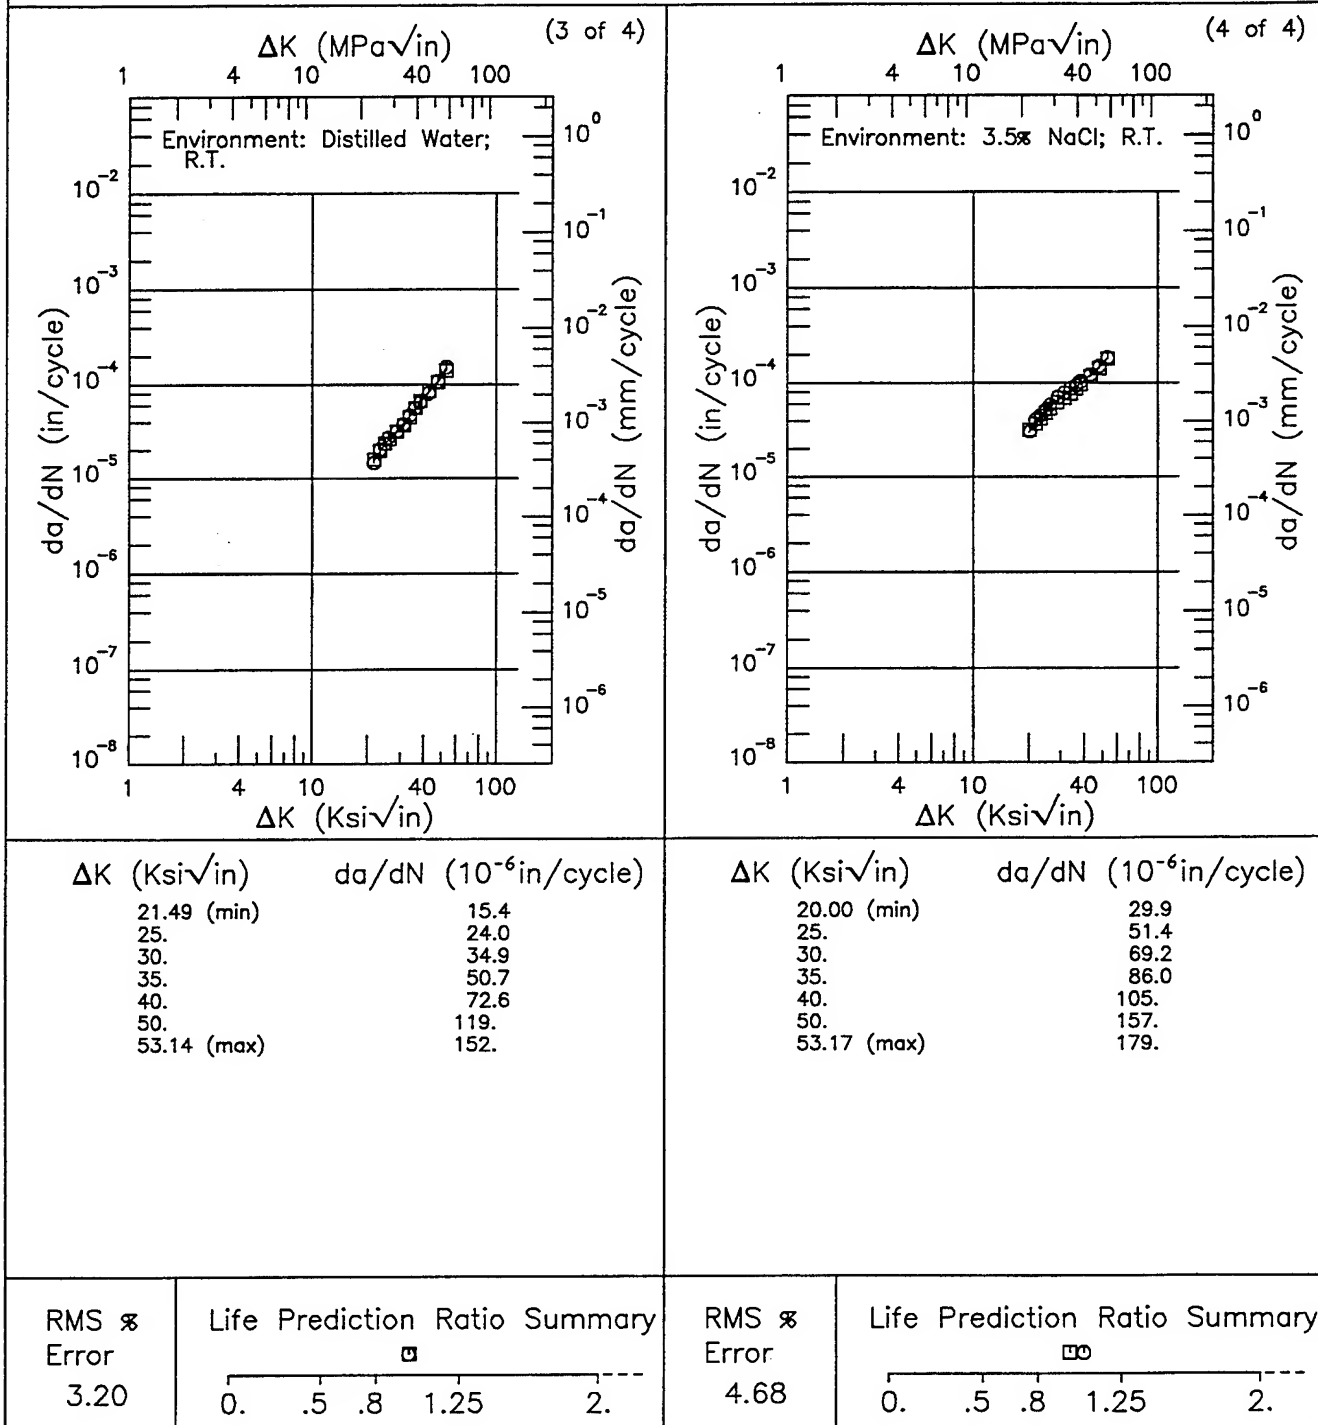 (3 of 4)
ΔK (MPa√in)
1 4 10 40 100
Environment: Distilled Water;
R.T.
10⁰
10⁻¹
10⁻²
10⁻³
10⁻⁴
10⁻⁵
10⁻⁶
da/dN (mm/cycle)
10⁻²
10⁻³
10⁻⁴
10⁻⁵
10⁻⁶
10⁻⁷
10⁻⁸
da/dN (in/cycle)
1 4 10 40 100
ΔK (Ksi√in)
(4 of 4)
ΔK (MPa√in)
1 4 10 40 100
Environment: 3.5% NaCl; R.T.
10⁰
10⁻¹
10⁻²
10⁻³
10⁻⁴
10⁻⁵
10⁻⁶
da/dN (mm/cycle)
10⁻²
10⁻³
10⁻⁴
10⁻⁵
10⁻⁶
10⁻⁷
10⁻⁸
da/dN (in/cycle)
1 4 10 40 100
ΔK (Ksi√in)
ΔK (Ksi√in) da/dN (10⁻⁶in/cycle)
21.49 (min) 15.4
25. 24.0
30. 34.9
35. 50.7
40. 72.6
50. 119.
53.14 (max) 152.
ΔK (Ksi√in) da/dN (10⁻⁶in/cycle)
20.00 (min) 29.9
25. 51.4
30. 69.2
35. 86.0
40. 105.
50. 157.
53.17 (max) 179.
RMS %
Error
3.20
Life Prediction Ratio Summary
0. .5 .8 1.25 2.
RMS %
Error
4.68
Life Prediction Ratio Summary
0. .5 .8 1.25 2.